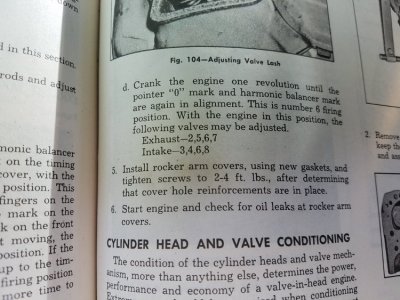 down
d in this section.
rods and adjust
monic balancer
t on the timing
cover, with the
position. This
fingers on the
mark on the
k on the front
t moving, the
position. If the
up to the tim-
firing position
more time to
Fig. 104—Adjusting Valve Lash
d. Crank the engine one revolution until the
pointer "0" mark and harmonic balancer mark
are again in alignment. This is number 6 firing
position. With the engine in this position, the
following valves may be adjusted.
Exhaust—2,5,6,7
Intake—3,4,6,8
5. Install rocker arm covers, using new gaskets, and
tighten screws to 2-4 ft. lbs., after determining
that cover hole reinforcements are in place.
6. Start engine and check for oil leaks at rocker arm
covers.
CYLINDER HEAD AND VALVE CONDITIONING
The condition of the cylinder heads and valve mech-
anism, more than anything else, determines the power,
performance and economy of a valve-in-head engine.
when conditioning
2. Remove
keep th
and ass